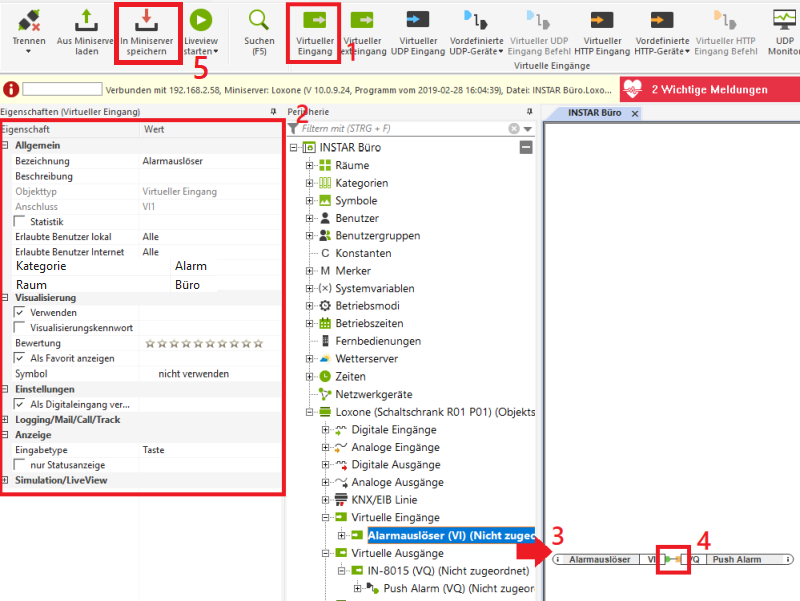 Trennen
Aus Miniserver laden
In Miniserver speichern
Liveview starten
Suchen (F5)
Virtueller Eingang
Virtueller
Virtueller UDP Eingang
Vordefinierte UDP-Geräte
Virtueller UDP Eingang Befehl
Virtueller HTTP Eingang
Vordefinierte HTTP-Geräte
Virtueller HTTP Eingang Befehl
UDP Monitor
Virtuelle Eingänge
1
5
Verbunden mit 192.168.2.58, Miniserver: Loxone (V 10.0.9.24, Programm vom 2019-02-28 16:04:39), Datei: INSTAR Büro.Loxo...
2 Wichtige Meldungen
Eigenschaften (Virtueller Eingang)
Eigenschaft Wert
Allgemein
Bezeichnung Alarmauslöser
Beschreibung
Objekttyp Virtueller Eingang
Anschluss VI1
Statistik
Erlaubte Benutzer lokal Alle
Erlaubte Benutzer Internet Alle
Kategorie Alarm
Raum Büro
Visualisierung
Verwenden
Visualisierungskennwort
Bewertung
Als Favorit anzeigen
Symbol nicht verwenden
Einstellungen
Als Digitaleingang ver...
Logging/Mail/Call/Track
Anzeige
Eingabetype Taste
nur Statusanzeige
Simulation/LiveView
2
Peripherie
Filtern mit (STRG + F)
INSTAR Büro
Räume
Kategorien
Symbole
Benutzer
Benutzergruppen
Konstanten
Merker
Systemvariablen
Betriebsmodi
Betriebszeiten
Fernbedienungen
Wetterserver
Zeiten
Netzwerkgeräte
Loxone (Schaltschrank R01 P01) (Objekts
Digitale Eingänge
Analoge Eingänge
Digitale Ausgänge
Analoge Ausgänge
KNX/EIB Linie
Virtuelle Eingänge
Alarmauslöser (VI) (Nicht zugeo
Virtuelle Ausgänge
IN-8015 (VQ) (Nicht zugeordnet)
Push Alarm (VQ) (Nicht zugeor
INSTAR Büro
3
4
Alarmauslöser VI VQ Push Alarm